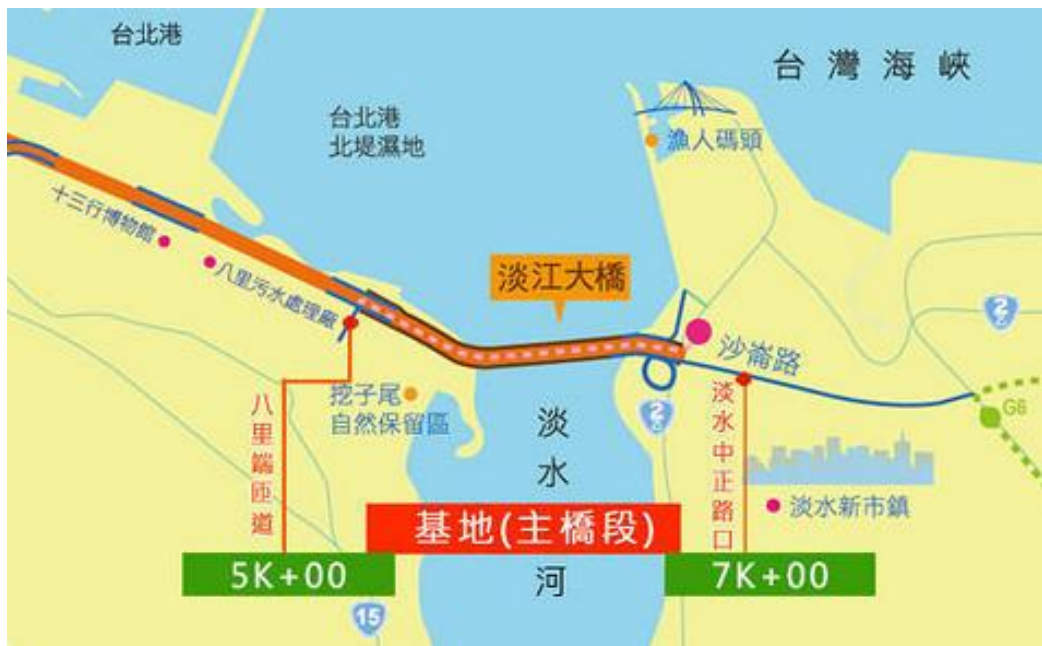 台北港
台灣海峽
台北港
北堤濕地
漁人碼頭
十三行博物館
八里污水處理廠
淡江大橋
2乙
沙崙路
挖子尾
自然保留區
八里端匝道
淡水河
2乙
淡水中正路口
G6
淡水新市鎮
基地(主橋段)
5K+00
7K+00
15